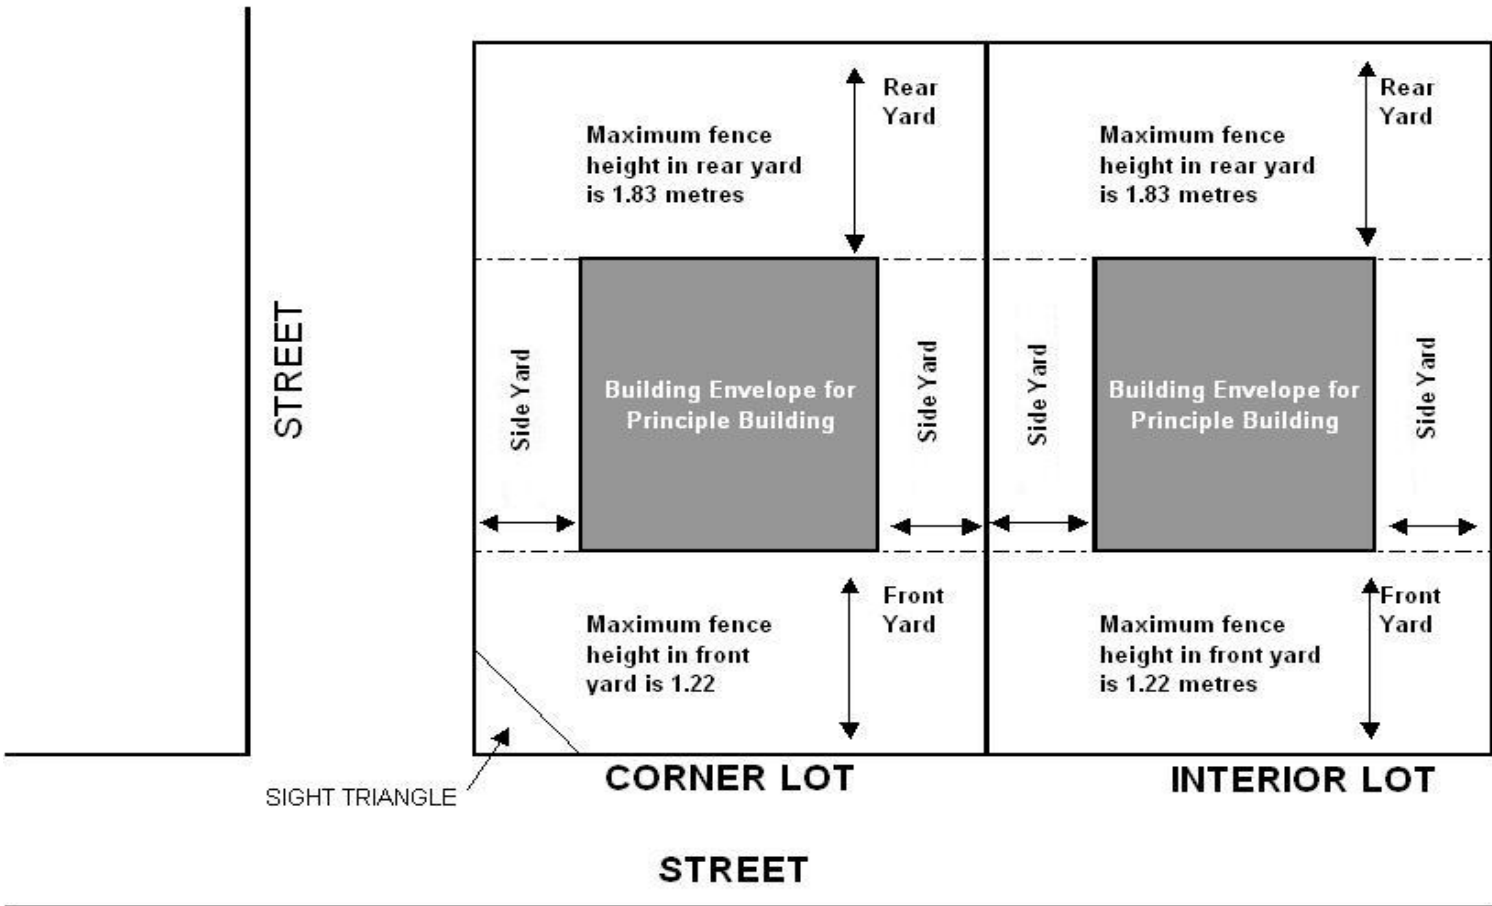 Rear
Yard
Maximum fence
height in rear yard
is 1.83 metres
Rear
Yard
Maximum fence
height in rear yard
is 1.83 metres
STREET
Side Yard
Building Envelope for
Principle Building
Side Yard
Side Yard
Building Envelope for
Principle Building
Side Yard
Front
Yard
Maximum fence
height in front
yard is 1.22
Front
Yard
Maximum fence
height in front yard
is 1.22 metres
SIGHT TRIANGLE
CORNER LOT
INTERIOR LOT
STREET